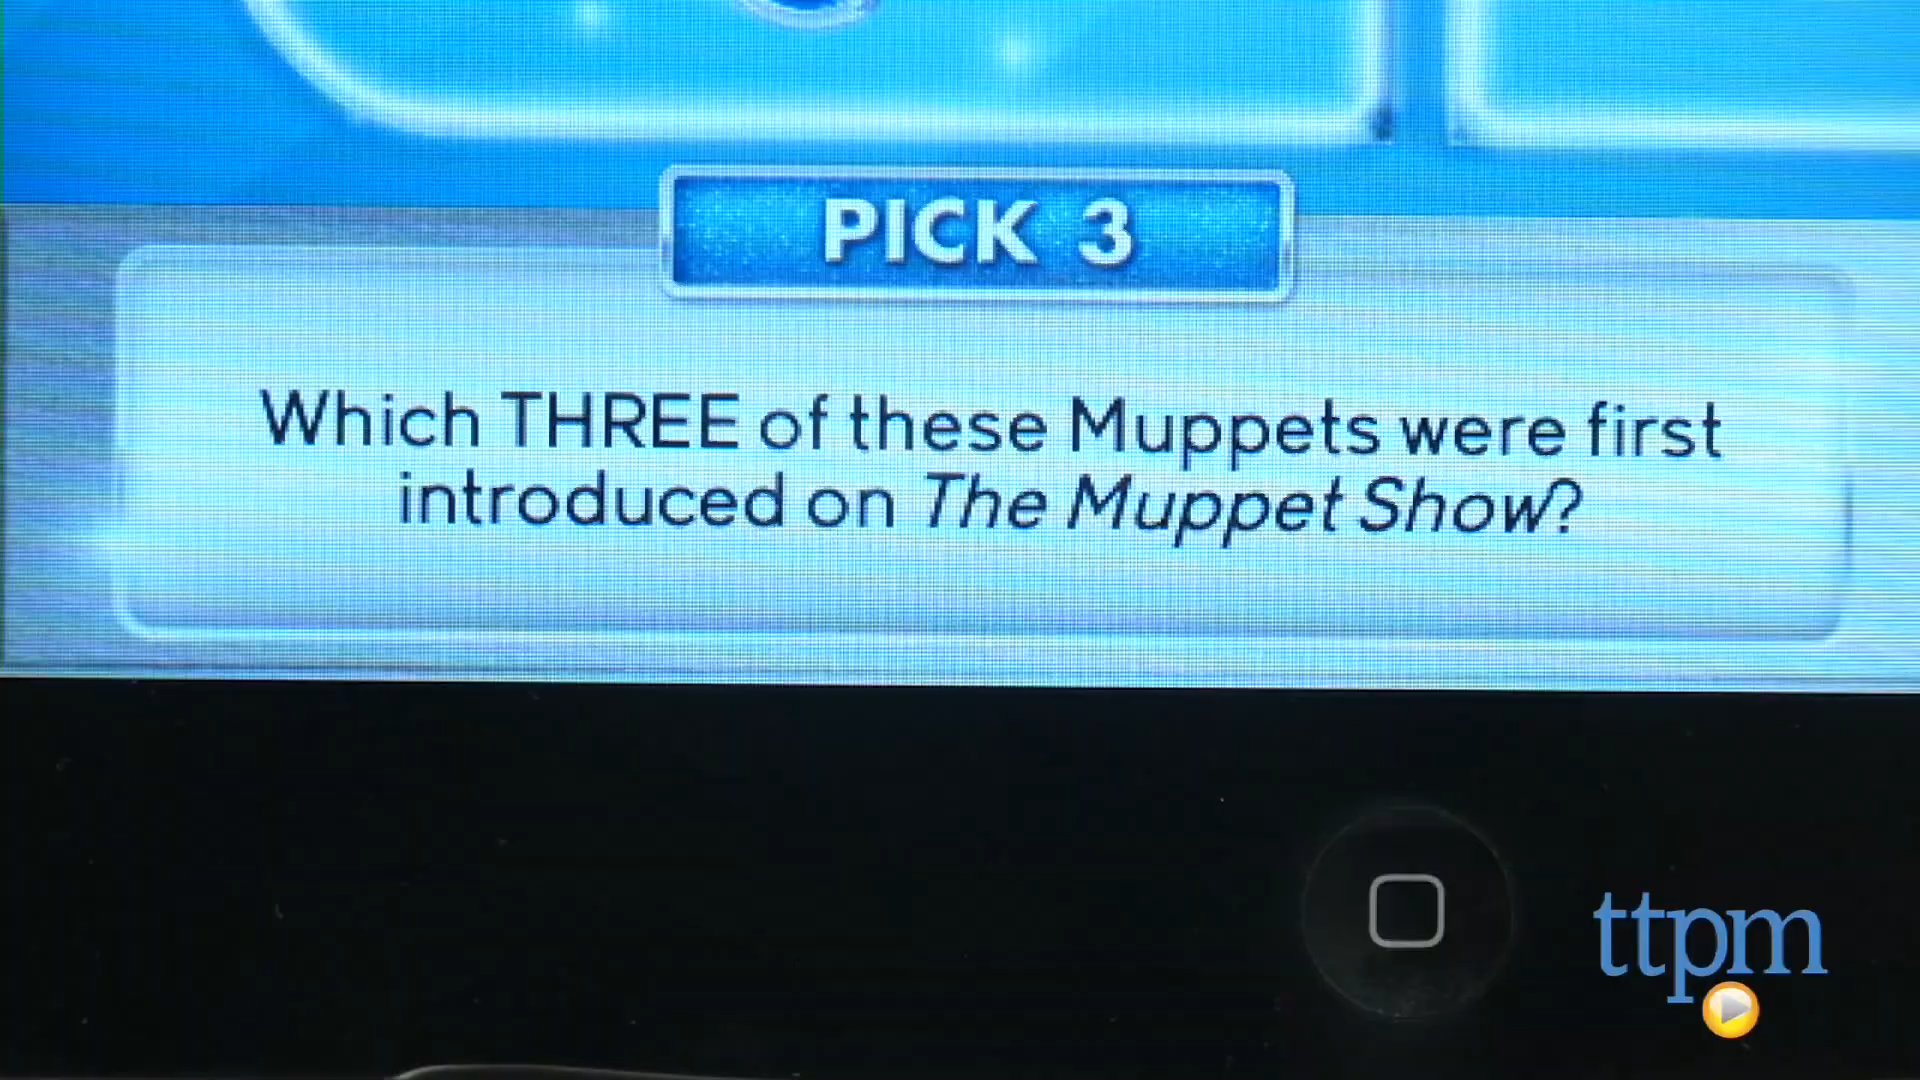 PICK 3
Which THREE of these Muppets were first
introduced on The Muppet Show?
ttpm